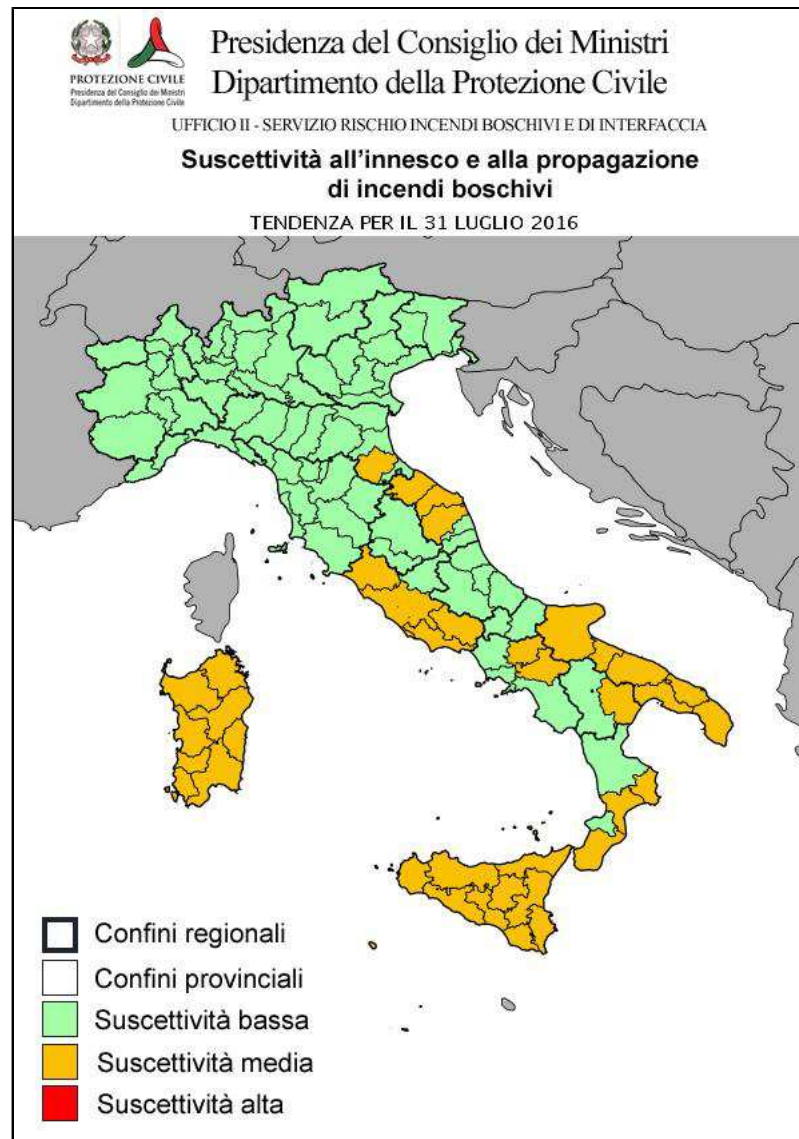 PROTEZIONE CIVILE
Presidenza del Consiglio dei Ministri
Dipartimento della Protezione Civile
Presidenza del Consiglio dei Ministri
Dipartimento della Protezione Civile
UFFICIO II - SERVIZIO RISCHIO INCENDI BOSCHIVI E DI INTERFACCIA
Suscettività all'innesco e alla propagazione
di incendi boschivi
TENDENZA PER IL 31 LUGLIO 2016
Confini regionali
Confini provinciali
Suscettività bassa
Suscettività media
Suscettività alta